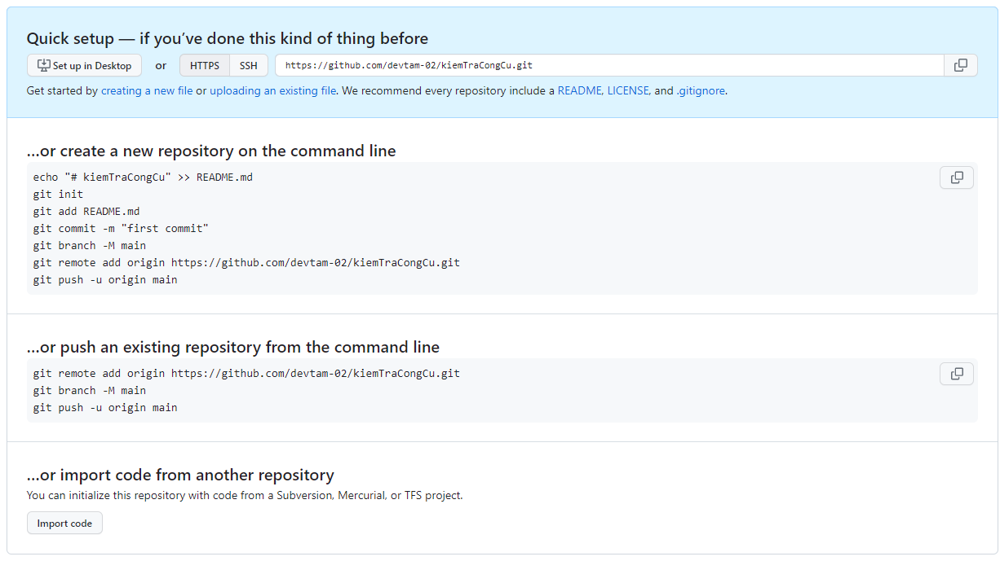 Quick setup — if you’ve done this kind of thing before
Set up in Desktop or HTTPS SSH https://github.com/devtam-02/kiemTraCongCu.git
Get started by creating a new file or uploading an existing file. We recommend every repository include a README, LICENSE, and .gitignore.
…or create a new repository on the command line
echo "# kiemTraCongCu" >> README.md
git init
git add README.md
git commit -m "first commit"
git branch -M main
git remote add origin https://github.com/devtam-02/kiemTraCongCu.git
git push -u origin main
…or push an existing repository from the command line
git remote add origin https://github.com/devtam-02/kiemTraCongCu.git
git branch -M main
git push -u origin main
…or import code from another repository
You can initialize this repository with code from a Subversion, Mercurial, or TFS project.
Import code